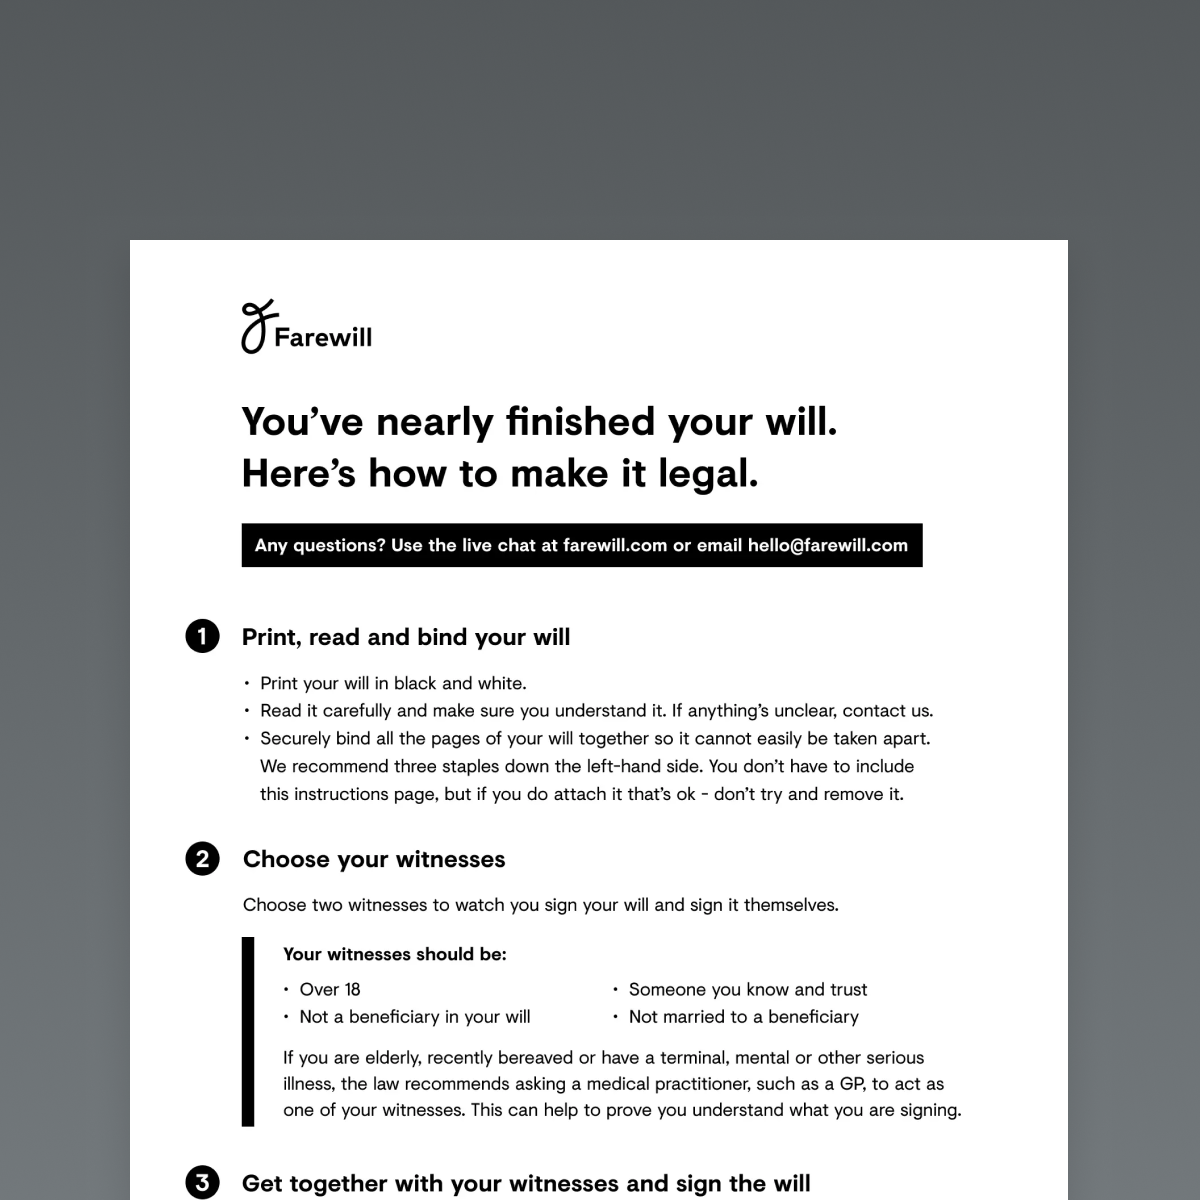 Farewill
You’ve nearly finished your will.
Here’s how to make it legal.
Any questions? Use the live chat at farewill.com or email hello@farewill.com
1 Print, read and bind your will
• Print your will in black and white.
• Read it carefully and make sure you understand it. If anything’s unclear, contact us.
• Securely bind all the pages of your will together so it cannot easily be taken apart.
We recommend three staples down the left-hand side. You don’t have to include
this instructions page, but if you do attach it that’s ok - don’t try and remove it.
2 Choose your witnesses
Choose two witnesses to watch you sign your will and sign it themselves.
Your witnesses should be:
• Over 18
• Not a beneficiary in your will
• Someone you know and trust
• Not married to a beneficiary
If you are elderly, recently bereaved or have a terminal, mental or other serious
illness, the law recommends asking a medical practitioner, such as a GP, to act as
one of your witnesses. This can help to prove you understand what you are signing.
3 Get together with your witnesses and sign the will